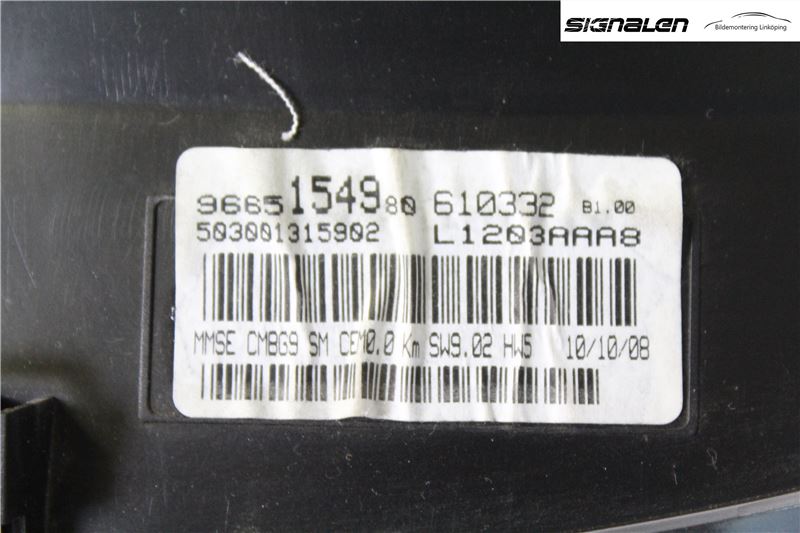 SIGNALEN
Bildemontering Linköping
9665154980 610332 B1.00
503001315902 L1203AAA8
MMSE CMBG9 SM CEM0.0 Km SW9.02 HW5 10/10/08